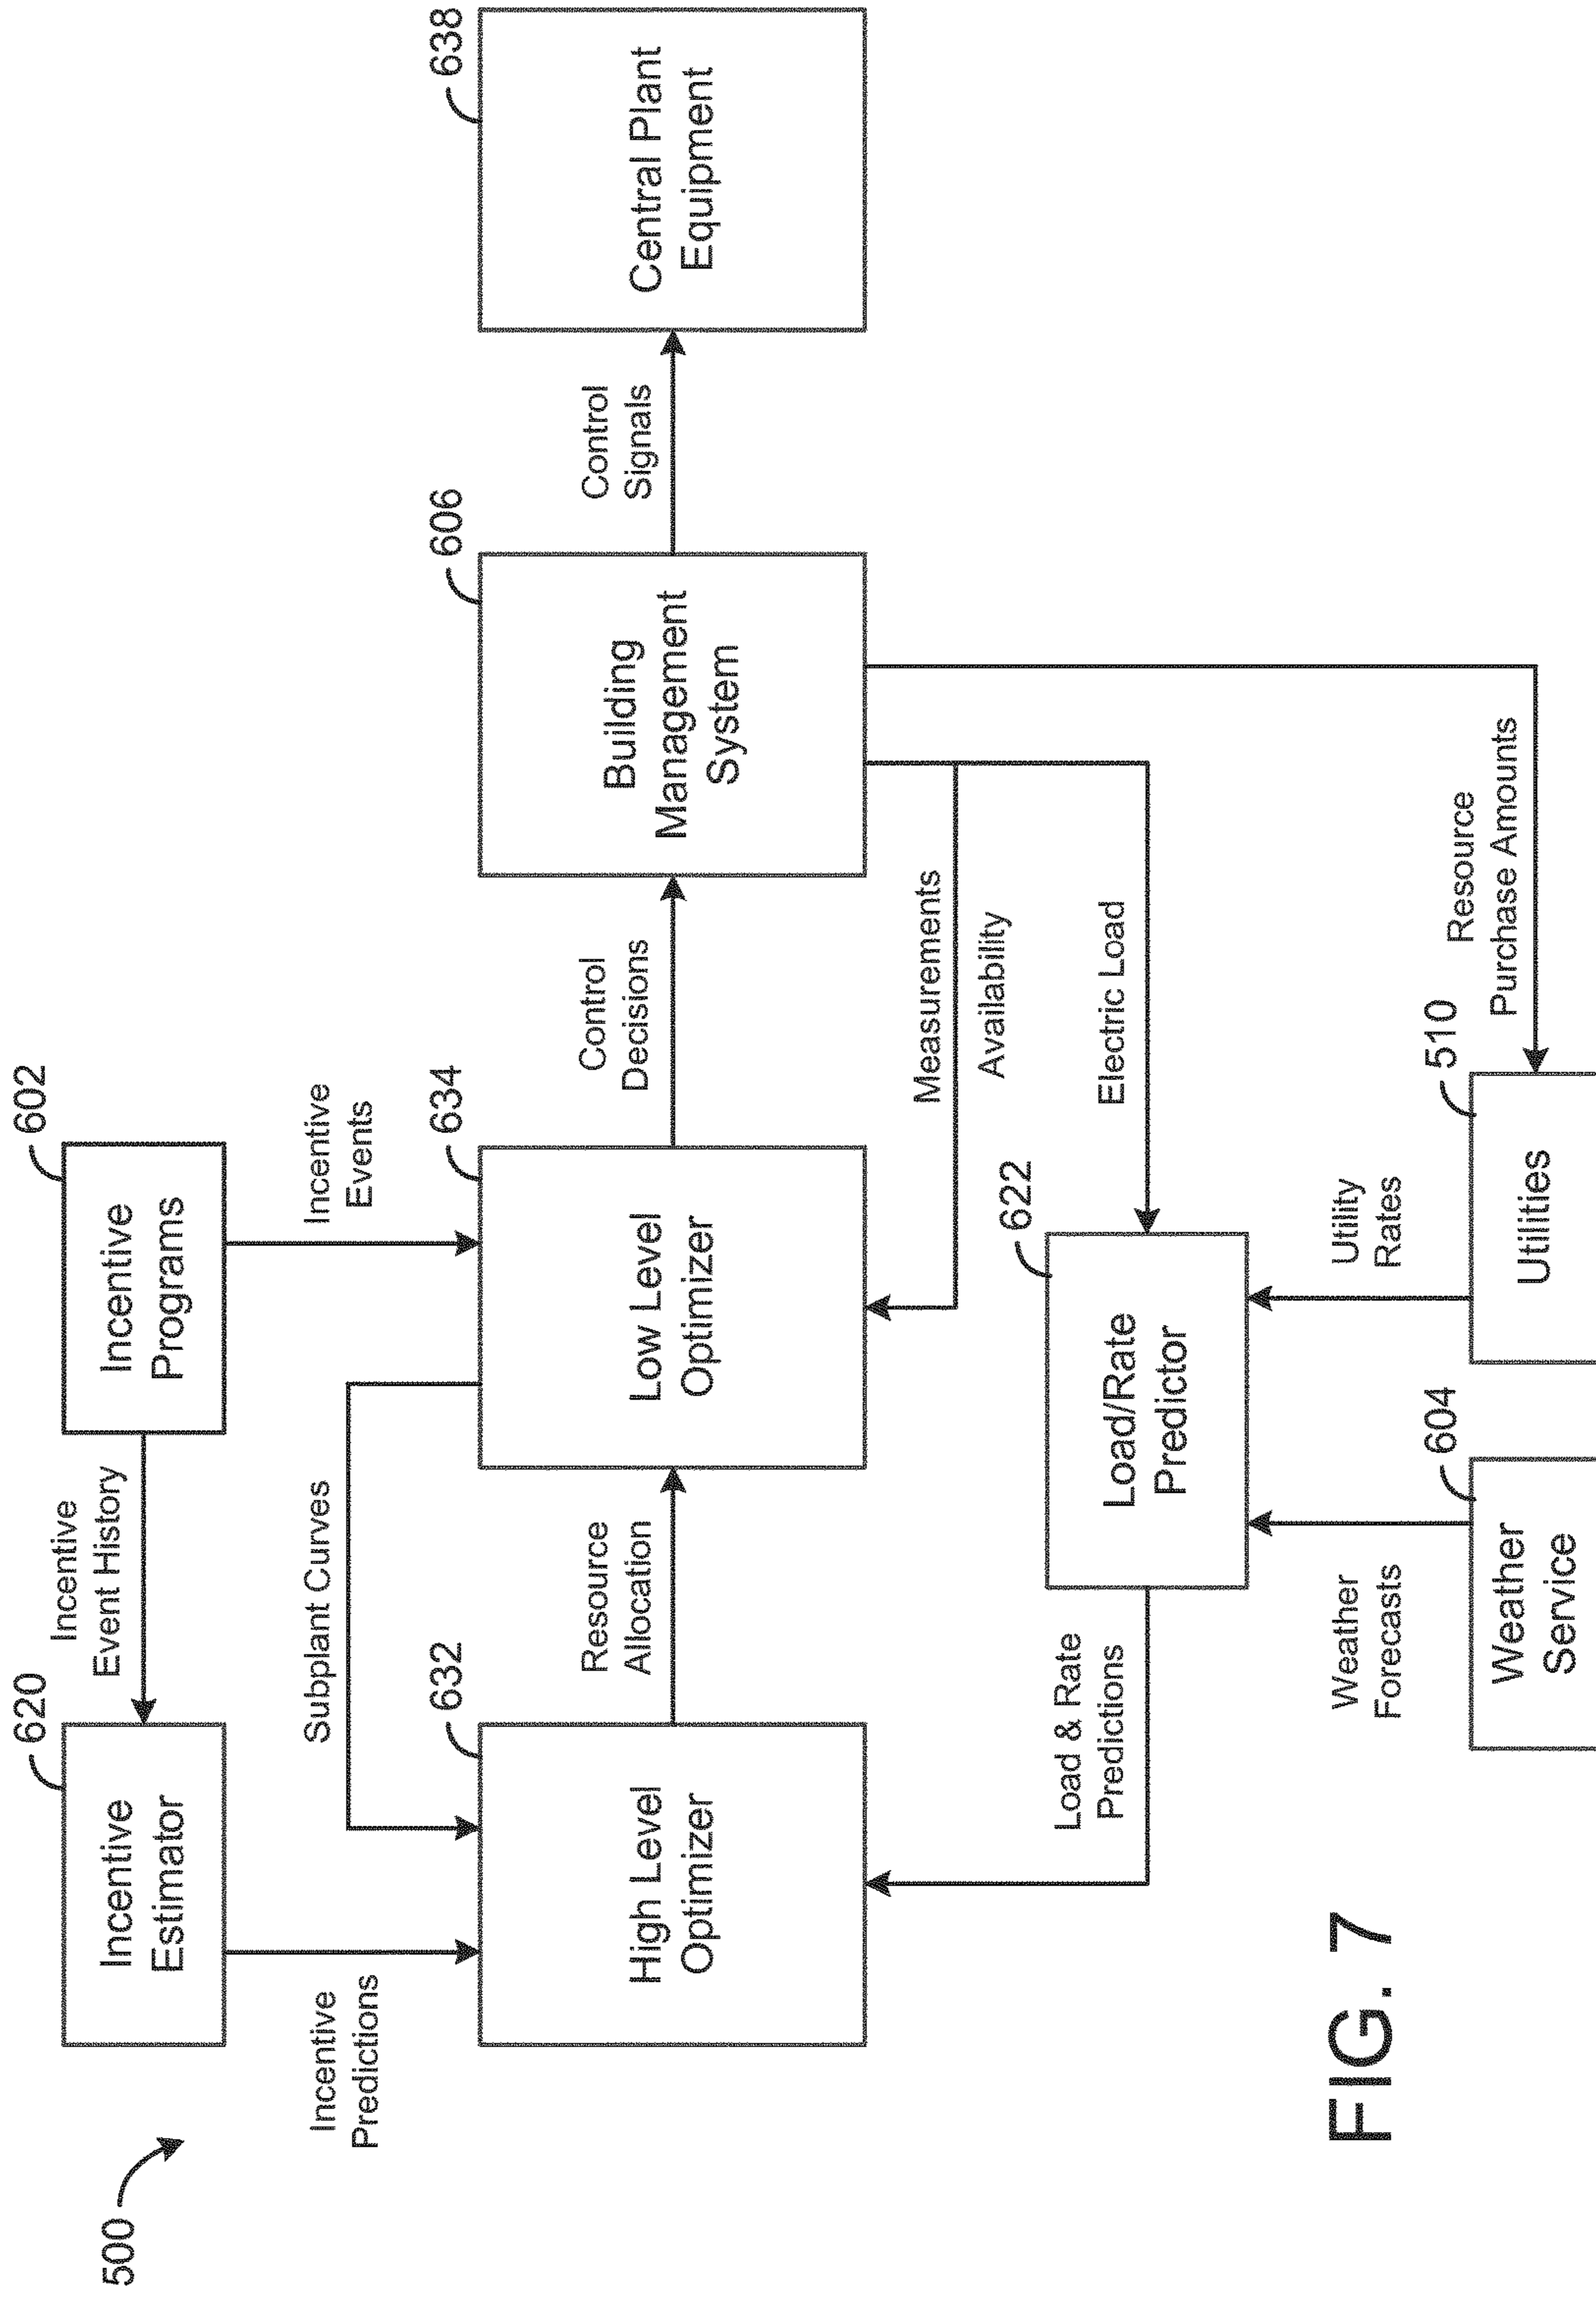 500
620
Incentive
Estimator
Incentive
Event History
602
Incentive
Programs
Incentive
Predictions
Subplant Curves
Incentive
Events
632
High Level
Optimizer
Resource
Allocation
634
Low Level
Optimizer
Control
Decisions
606
Building
Management
System
Control
Signals
638
Central Plant
Equipment
Measurements
Availability
Load & Rate
Predictions
622
Load/Rate
Predictor
Electric Load
Weather
Forecasts
Utility
Rates
604
Weather
Service
510
Utilities
Resource
Purchase Amounts
FIG. 7